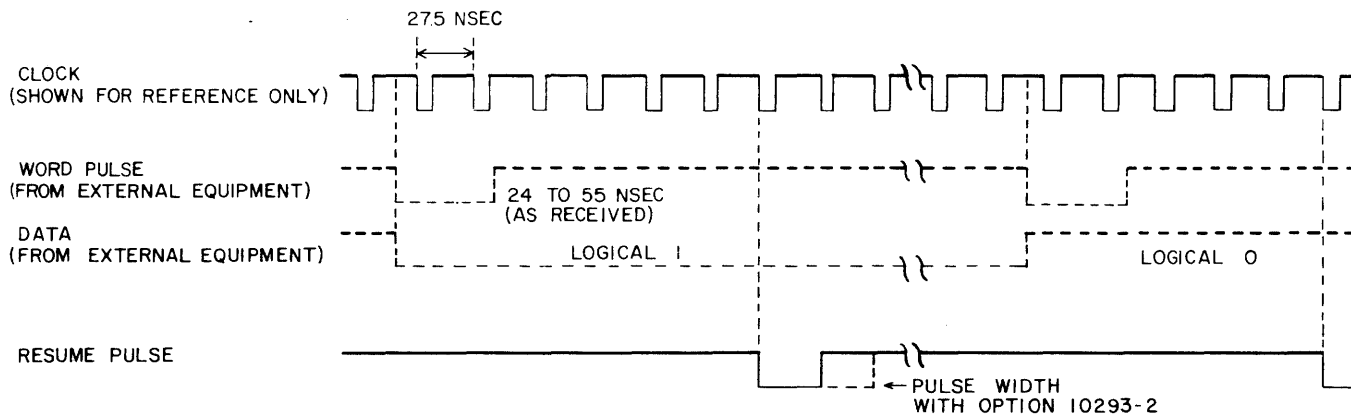 27.5 NSEC
CLOCK
(SHOWN FOR REFERENCE ONLY)
WORD PULSE
(FROM EXTERNAL EQUIPMENT)
24 TO 55 NSEC
(AS RECEIVED)
DATA
(FROM EXTERNAL EQUIPMENT)
LOGICAL 1
LOGICAL 0
RESUME PULSE
PULSE WIDTH
WITH OPTION 10293-2